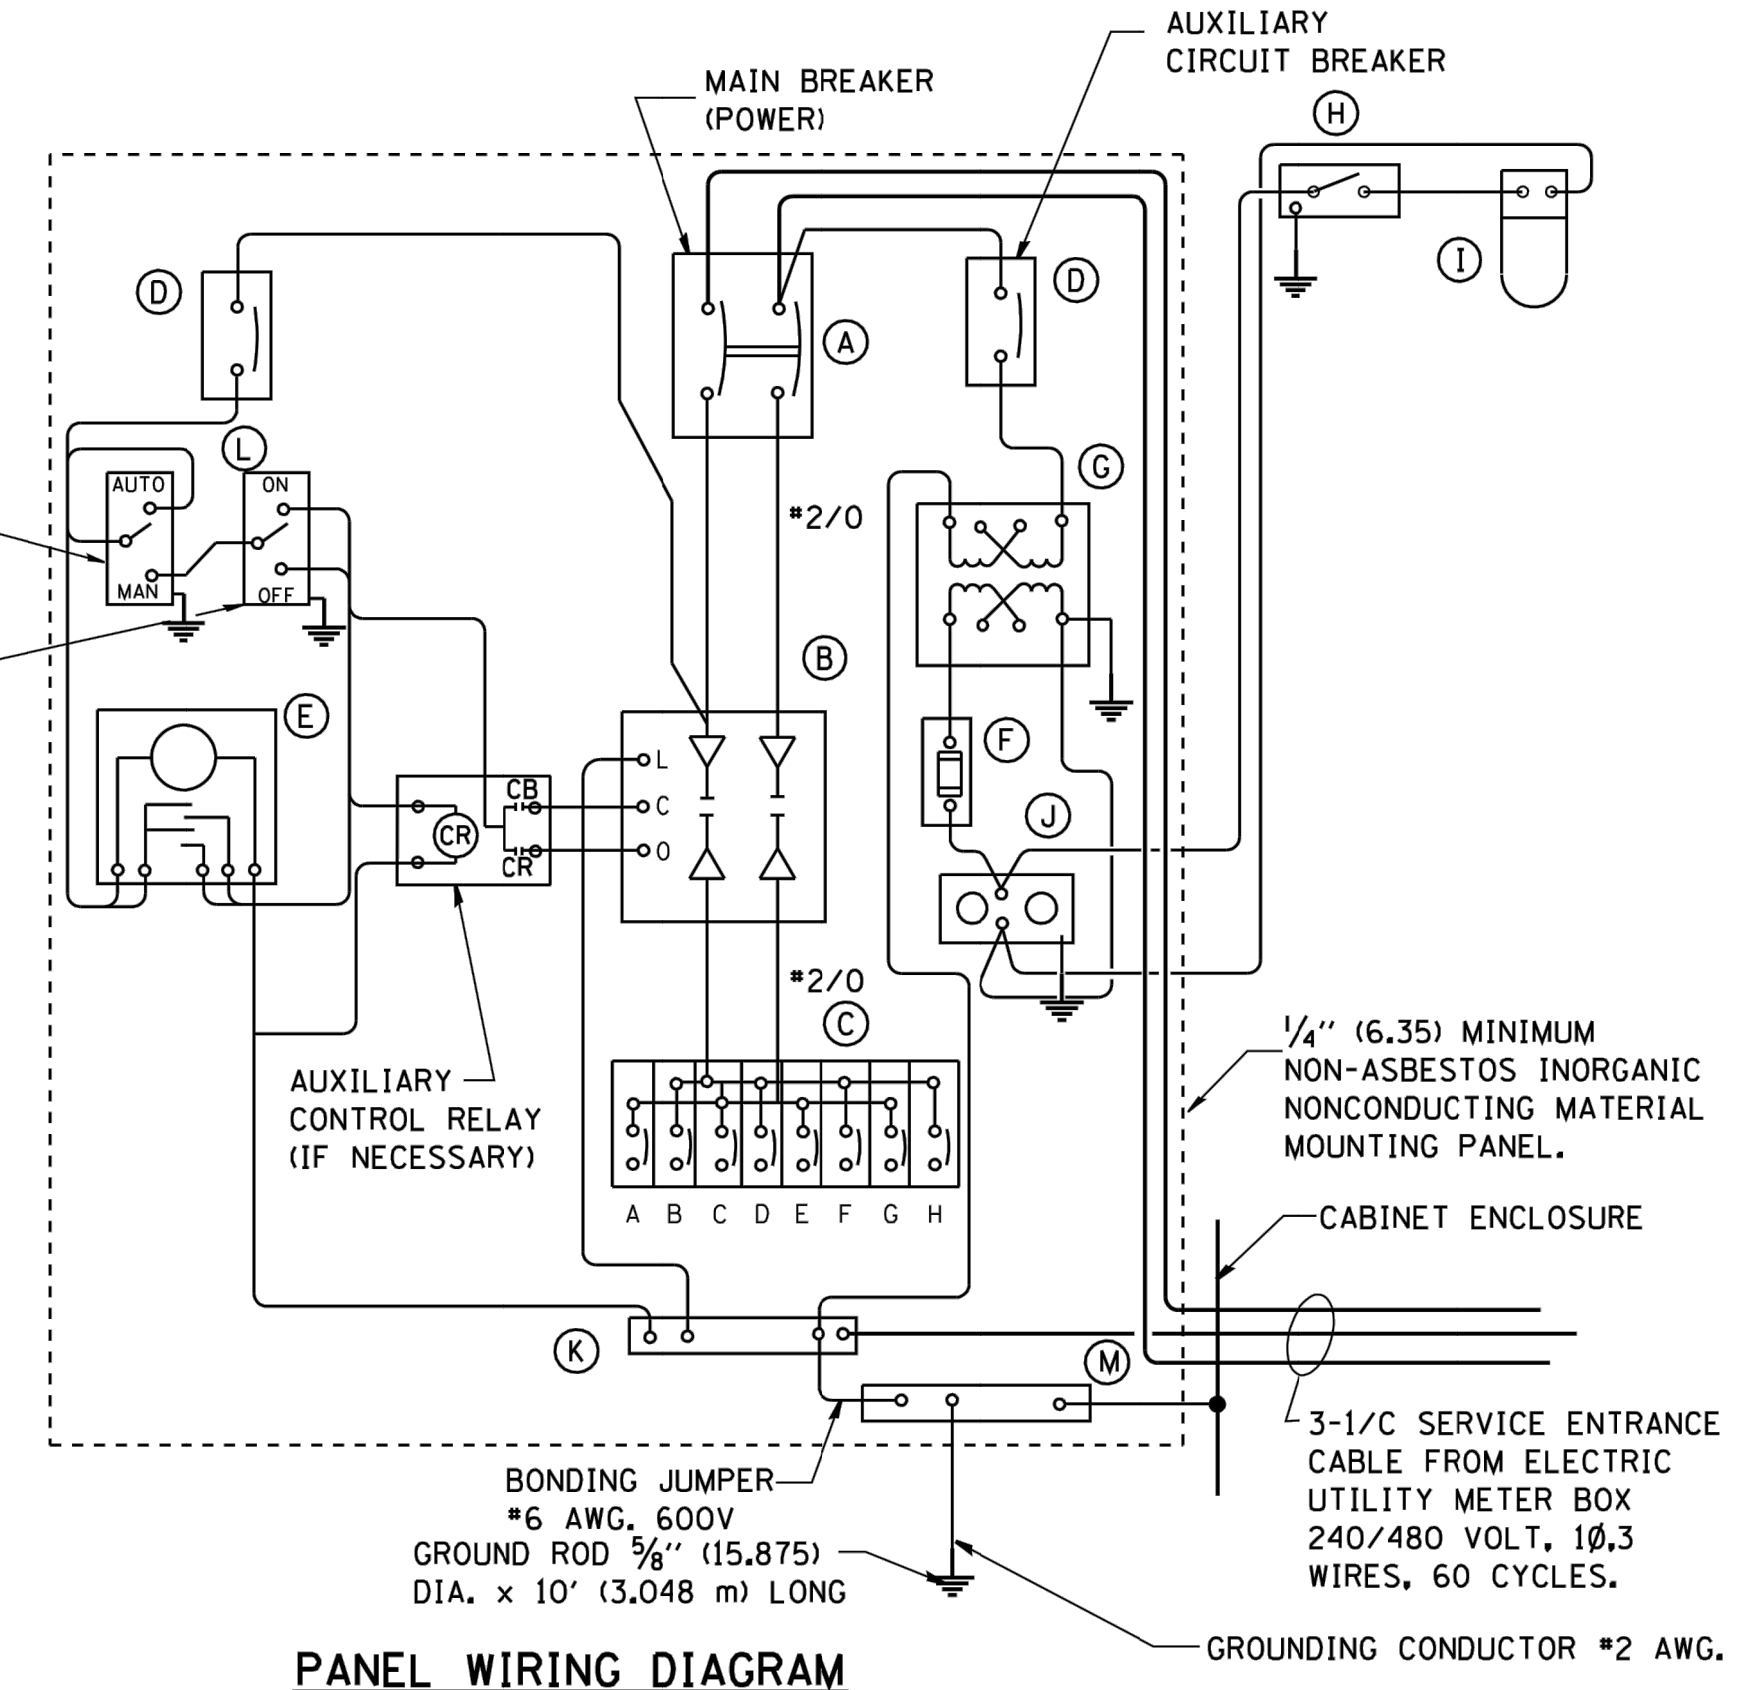 AUXILIARY
CIRCUIT BREAKER
MAIN BREAKER
(POWER)
H
D
A
D
I
L
G
AUTO
ON
#2/0
MAN
OFF
B
E
F
L
CB
C
J
CR
O
CR
#2/0
C
1/4" (6.35) MINIMUM
NON-ASBESTOS INORGANIC
NONCONDUCTING MATERIAL
MOUNTING PANEL.
AUXILIARY
CONTROL RELAY
(IF NECESSARY)
A B C D E F G H
CABINET ENCLOSURE
K
M
3-1/C SERVICE ENTRANCE
CABLE FROM ELECTRIC
UTILITY METER BOX
240/480 VOLT, 1Ø,3
WIRES, 60 CYCLES.
BONDING JUMPER
#6 AWG. 600V
GROUND ROD 5/8" (15.875)
DIA. x 10' (3.048 m) LONG
GROUNDING CONDUCTOR #2 AWG.
PANEL WIRING DIAGRAM